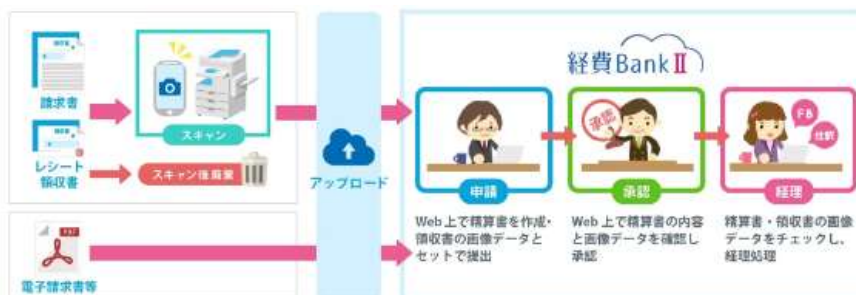 請求書
レシート
領収書
スキャン
スキャン後廃棄
PDF
電子請求書等
アップロード
経費BankⅡ
申請
Web上で精算書を作成・
領収書の画像データと
セットで提出
承認
承認
Web上で精算書の内容
と画像データを確認し
承認
FB
仕訳
経理
精算書・領収書の画像
データをチェックし、
経理処理